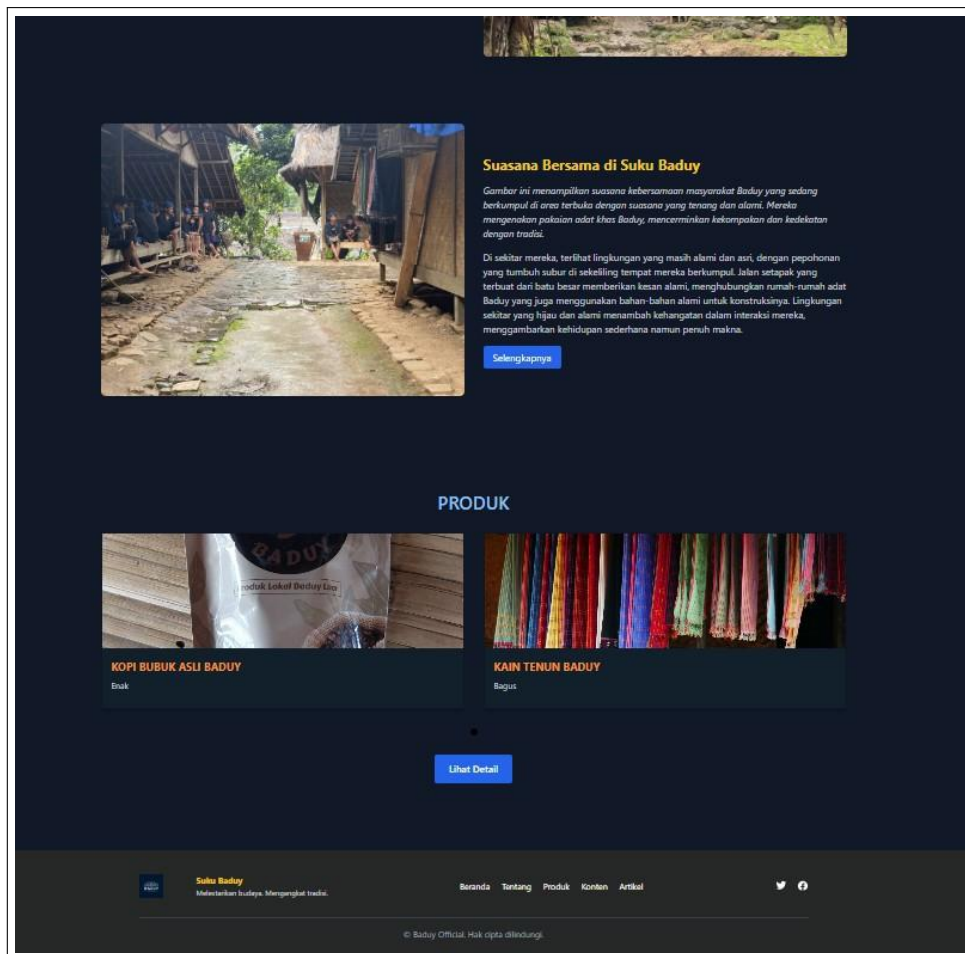 Suasana Bersama di Suku Baduy
Gambar ini menampilkan suasana kebersamaan masyarakat Baduy yang sedang
berkumpul di area terbuka dengan suasana yang tenang dan alami. Mereka
mengenakan pakaian adat khas Baduy, mencerminkan kekompakan dan kedekatan
dengan tradisi.
Di sekitar mereka, terlihat lingkungan yang masih alami dan asri, dengan pepohonan
yang tumbuh subur di sekeliling tempat mereka berkumpul. Jalan setapak yang
terbuat dari batu besar memberikan kesan alami, menghubungkan rumah-rumah adat
Baduy yang juga menggunakan bahan-bahan alami untuk konstruksinya. Lingkungan
sekitar yang hijau dan alami menambah kehangatan dalam interaksi mereka,
menggambarkan kehidupan sederhana namun penuh makna.
Selengkapnya
PRODUK
BADUY
Produk Lokal Baduy
KOPI BUBUK ASLI BADUY
Enak
KAIN TENUN BADUY
Bagus
Lihat Detail
BADUY
Suku Baduy
Melestarikan budaya. Mengangkat tradisi.
Beranda Tentang Produk Konten Artikel
© Baduy Official. Hak cipta dilindungi.